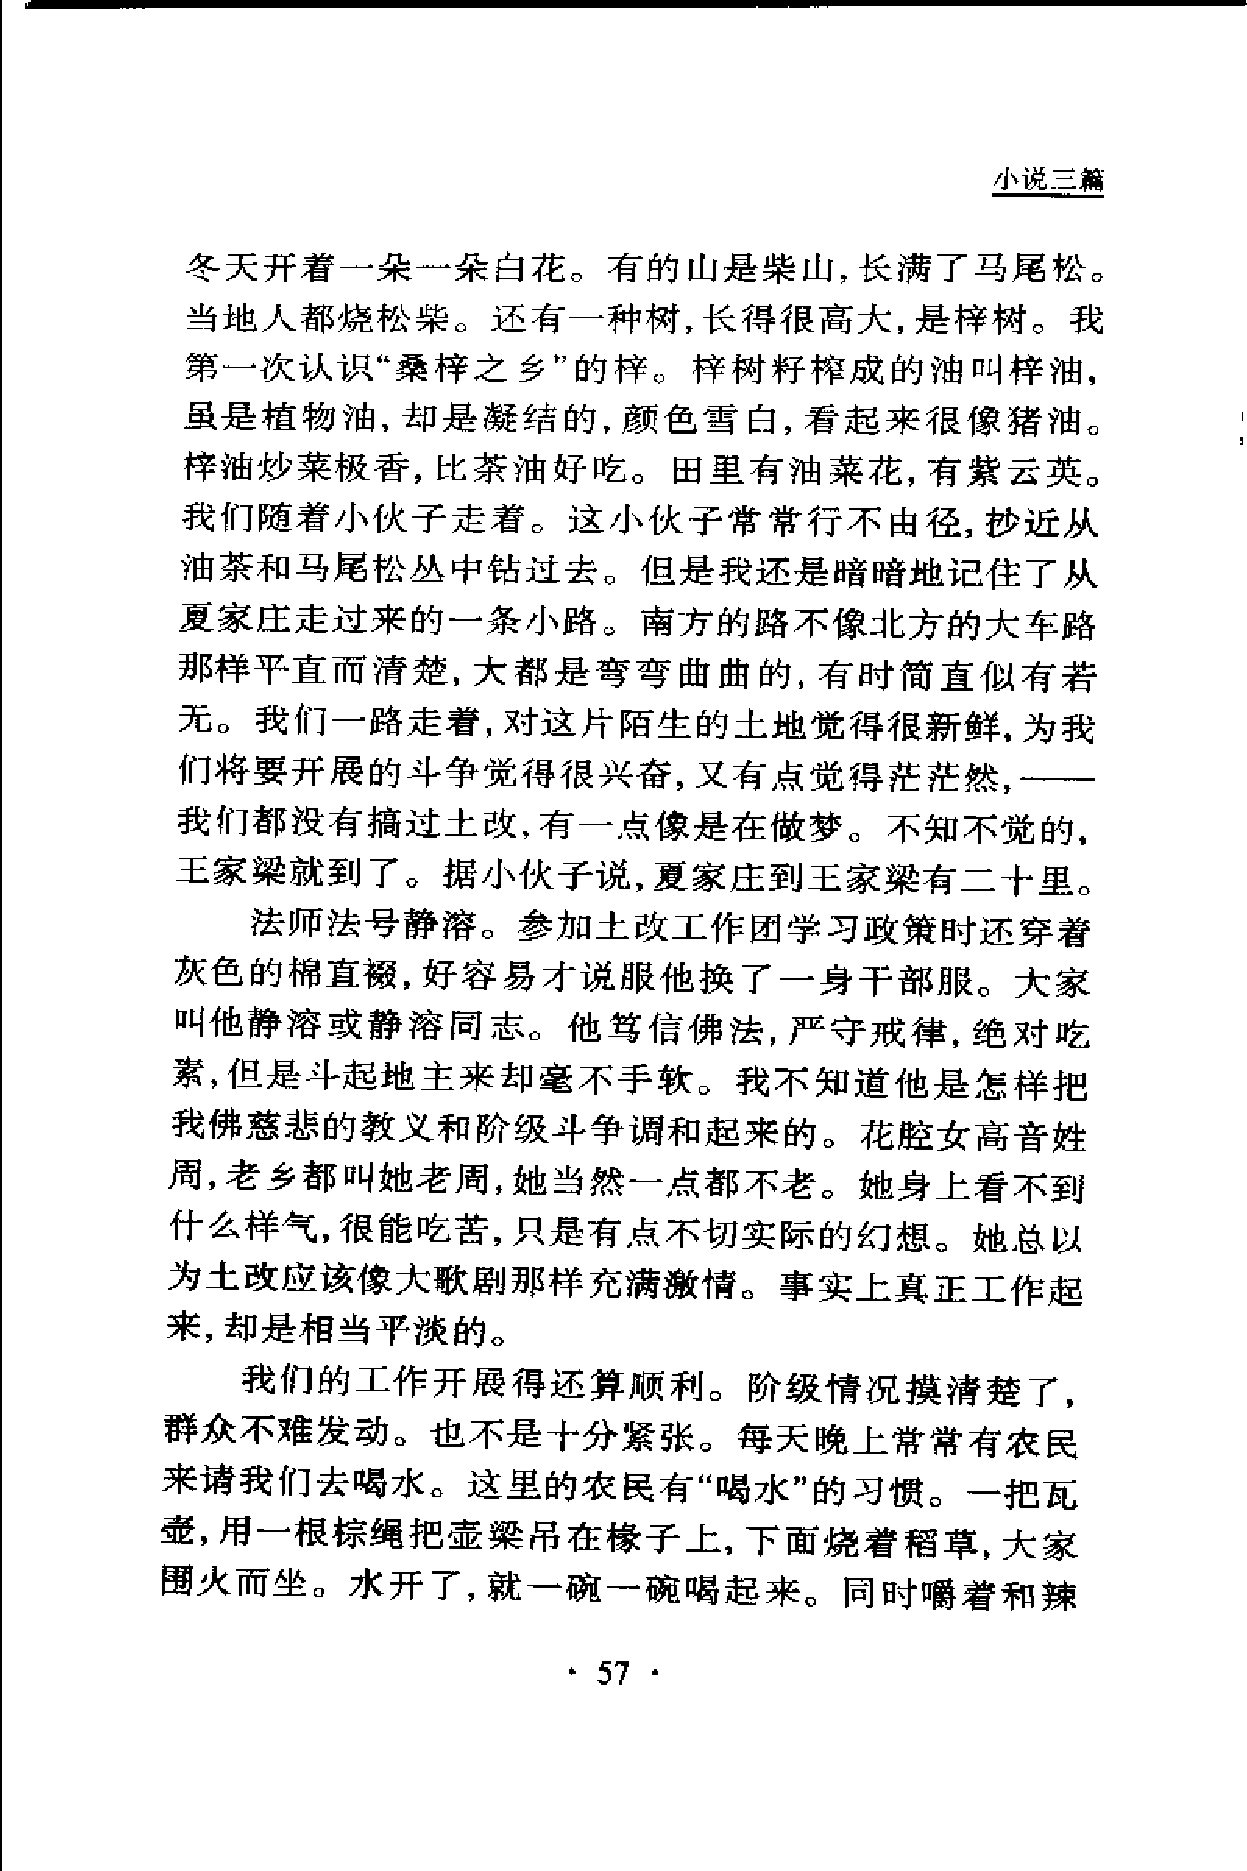 小说三篇
冬天开着一朵一朵白花。有的山是柴山,长满了马尾松。
当地人都烧松柴。还有一种树,长得很高大,是梓树。我
第一次认识“桑梓之乡”的梓。梓树籽榨成的油叫梓油,
虽是植物油,却是凝结的,颜色雪白,看起来很像猪油。
梓油炒菜极香,比茶油好吃。田里有油菜花,有紫云英。
我们随着小伙子走着。这小伙子常常行不由径,抄近从
油茶和马尾松丛中钻过去。但是我还是暗暗地记住了从
夏家庄走过来的一条小路。南方的路不像北方的大车路
那样平直而清楚,大都是弯弯曲曲的,有时简直似有若
无。我们一路走着,对这片陌生的土地觉得很新鲜,为我
们将要开展的斗争觉得很兴奋,又有点觉得茫茫然,——
我们都没有搞过土改,有一点像是在做梦。不知不觉的,
王家梁就到了。据小伙子说,夏家庄到王家梁有二十里。
法师法号静溶。参加土改工作团学习政策时还穿着
灰色的棉直裰,好容易才说服他换了一身干部服。大家
叫他静溶或静溶同志。他笃信佛法,严守戒律,绝对吃
素,但是斗起地主来却毫不手软。我不知道他是怎样把
我佛慈悲的教义和阶级斗争调和起来的。花腔女高音姓
周,老乡都叫她老周,她当然一点都不老。她身上看不到
什么样气,很能吃苦,只是有点不切实际的幻想。她总以
为土改应该像大歌剧那样充满激情。事实上真正工作起
来,却是相当平淡的。
我们的工作开展得还算顺利。阶级情况摸清楚了,
群众不难发动。也不是十分紧张。每天晚上常常有农民
来请我们去喝水。这里的农民有“喝水”的习惯。一把瓦
壶,用一根棕绳把壶梁吊在椽子上,下面烧着稻草,大家
围火而坐。水开了,就一碗一碗喝起来。同时嚼着和辣
· 57 ·